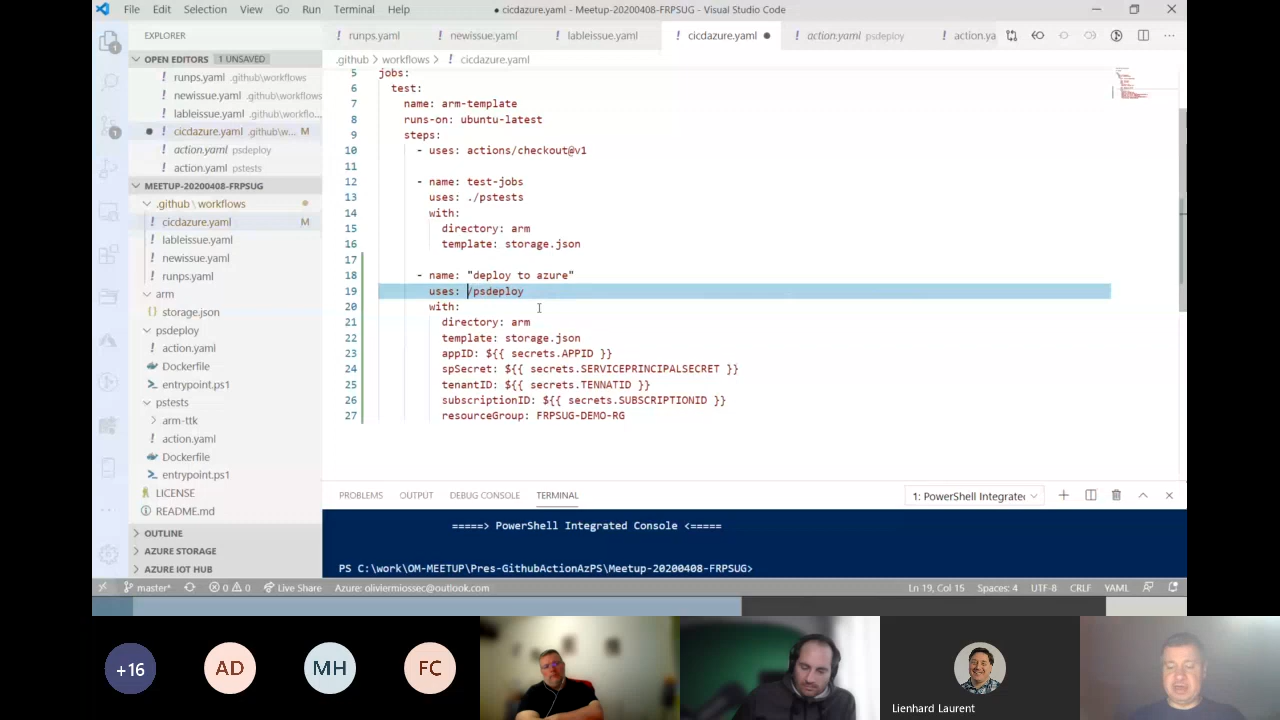 File Edit Selection View Go Run Terminal Help ● cicdazure.yaml - Meetup-20200408-FRPSUG - Visual Studio Code
EXPLORER
! runps.yaml ! newissue.yaml ! lableissue.yaml ! cicdazure.yaml ● ! action.yaml psdeploy ! action.ya
OPEN EDITORS 1 UNSAVED
! runps.yaml .github\workflows
! newissue.yaml .github\workflows
! lableissue.yaml .github\workflo...
● ! cicdazure.yaml .github\w... M
! action.yaml psdeploy
! action.yaml pstests
MEETUP-20200408-FRPSUG
.github \ workflows
! cicdazure.yaml M
! lableissue.yaml
! newissue.yaml
! runps.yaml
arm
storage.json
psdeploy
! action.yaml
Dockerfile
entrypoint.ps1
pstests
arm-ttk
! action.yaml
Dockerfile
entrypoint.ps1
LICENSE
README.md
OUTLINE
AZURE STORAGE
AZURE IOT HUB
.github > workflows > ! cicdazure.yaml
5 jobs:
6 test:
7 name: arm-template
8 runs-on: ubuntu-latest
9 steps:
10 - uses: actions/checkout@v1
11
12 - name: test-jobs
13 uses: ./pstests
14 with:
15 directory: arm
16 template: storage.json
17
18 - name: "deploy to azure"
19 uses: /psdeploy
20 with:
21 directory: arm
22 template: storage.json
23 appID: ${{ secrets.APPID }}
24 spSecret: ${{ secrets.SERVICEPRINCIPALSECRET }}
25 tenantID: ${{ secrets.TENNATID }}
26 subscriptionID: ${{ secrets.SUBSCRIPTIONID }}
27 resourceGroup: FRPSUG-DEMO-RG
PROBLEMS OUTPUT DEBUG CONSOLE TERMINAL 1: PowerShell Integrate
=====> PowerShell Integrated Console <=====
PS C:\work\OM-MEETUP\Pres-GithubActionAzPS\Meetup-20200408-FRPSUG>
master* 0 0 Live Share Azure: oliviermiossec@outlook.com Ln 19, Col 15 Spaces: 4 UTF-8 CRLF YAML
+16 AD MH FC
Lienhard Laurent